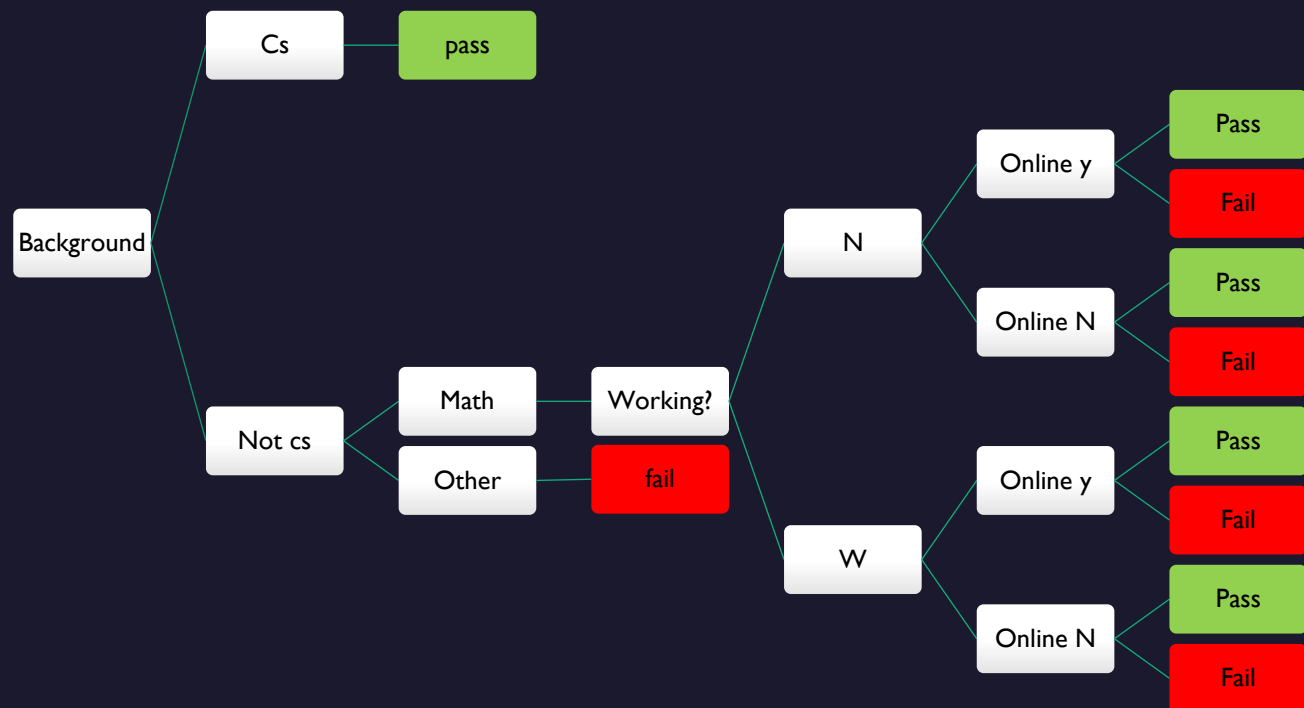 Cs
pass
Background
Not cs
Math
Working?
Other
fail
N
Online y
Pass
Fail
Online N
Pass
Fail
W
Online y
Pass
Fail
Online N
Pass
Fail